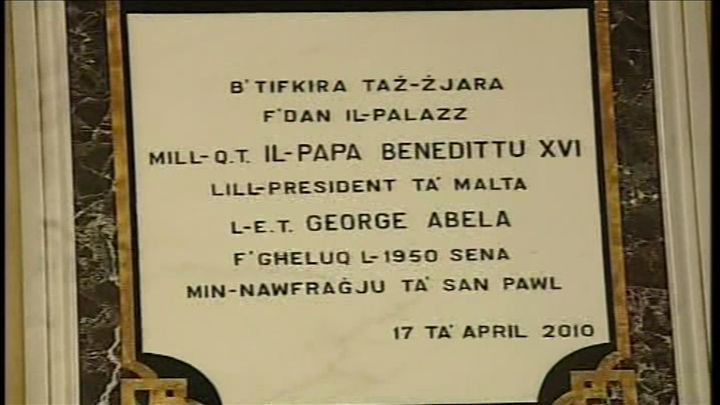 B'TIFKIRA TAŻ-ŻJARA
F'DAN IL-PALAZZ
MILL-Q.T. IL-PAPA BENEDITTU XVI
LILL-PRESIDENT TA' MALTA
L-E.T. GEORGE ABELA
F'GHELUQ L-1950 SENA
MIN-NAWFRAĠJU TA' SAN PAWL
17 TA' APRIL 2010